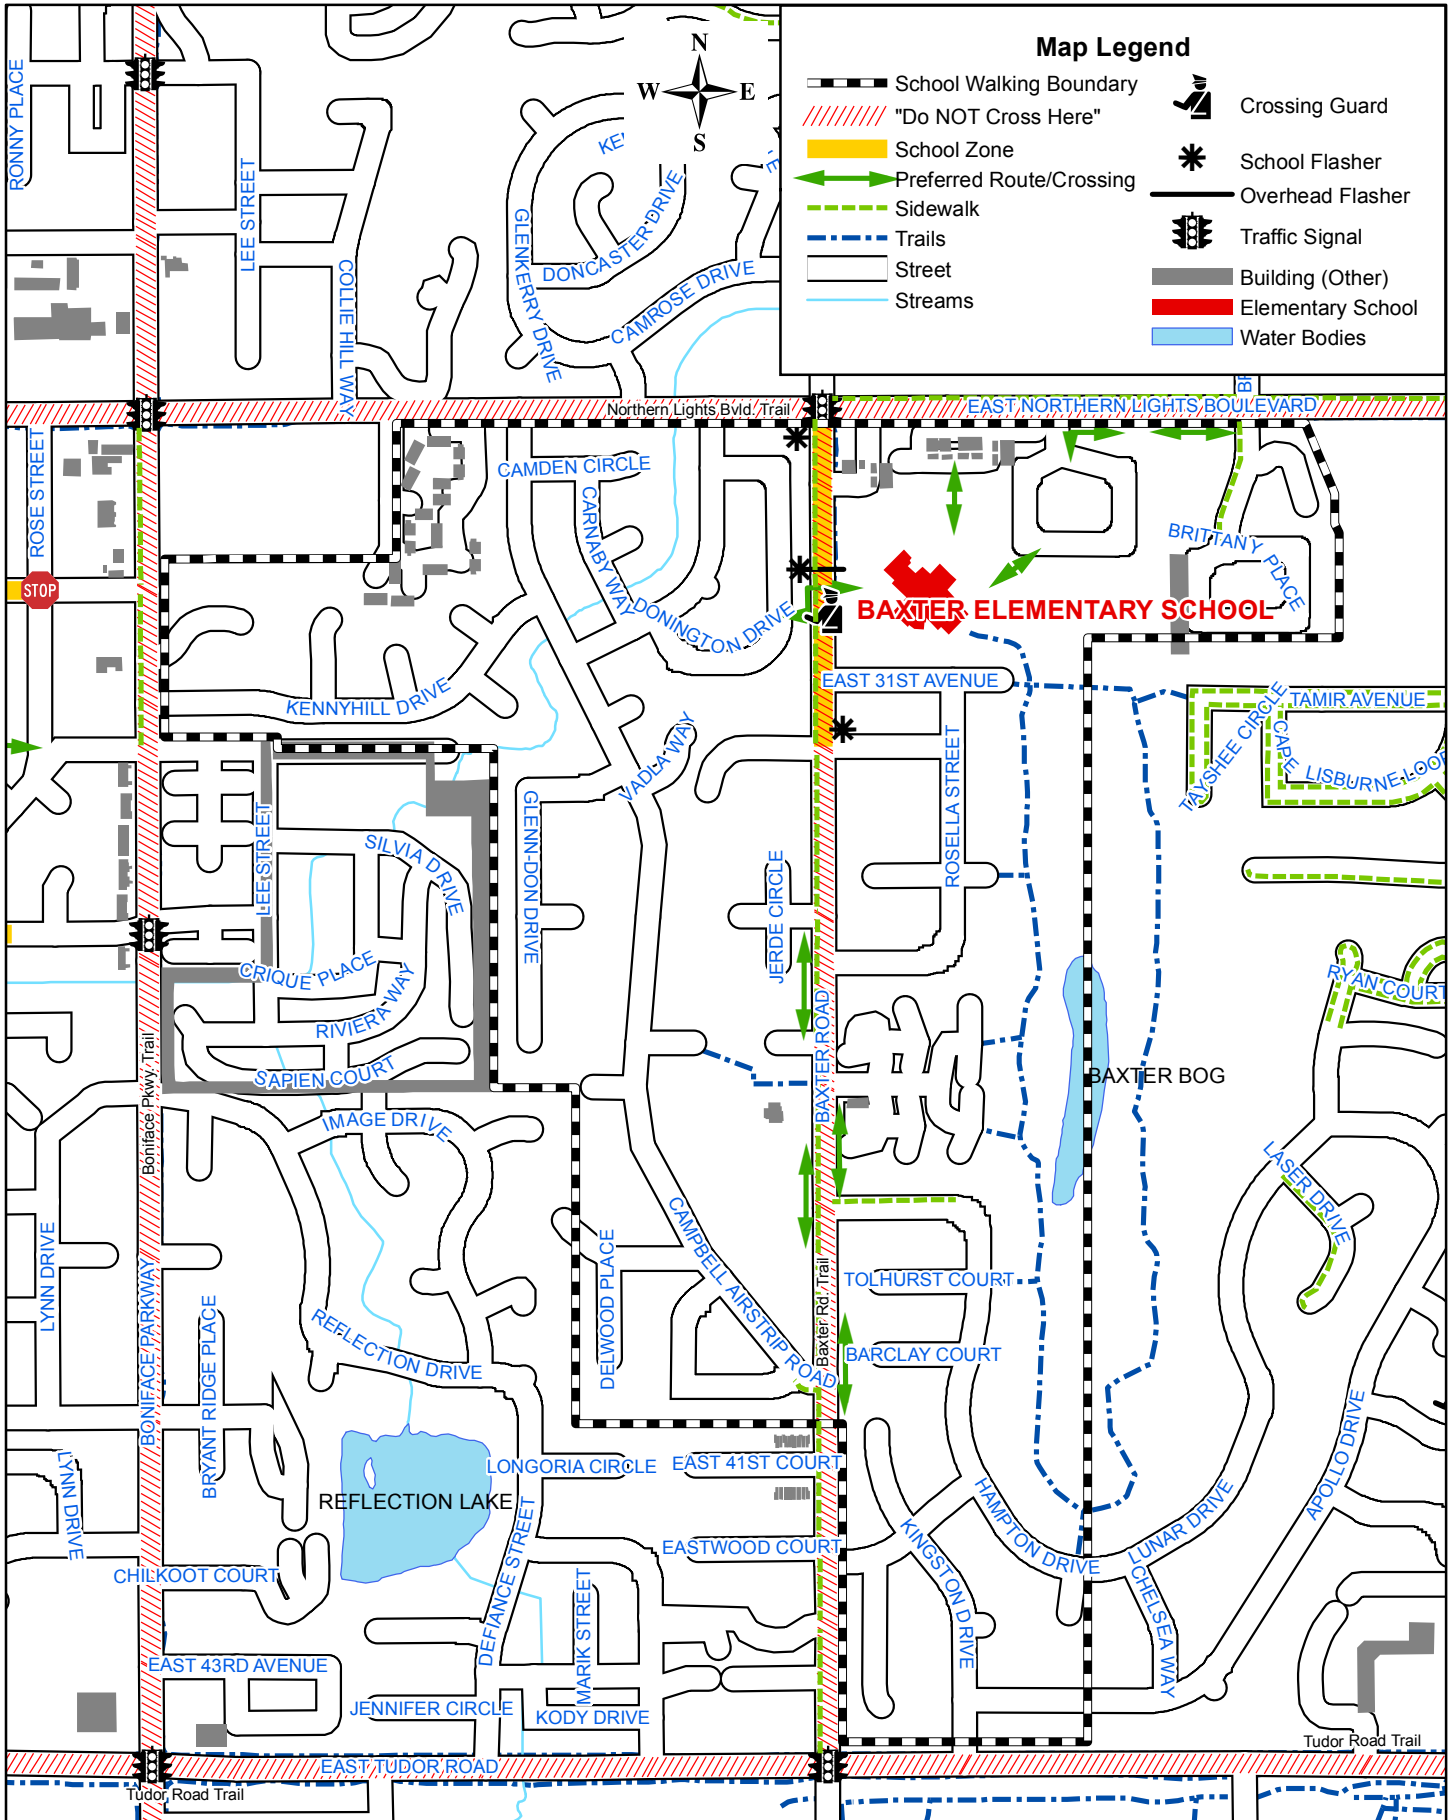 Map Legend
School Walking Boundary
"Do NOT Cross Here"
School Zone
Preferred Route/Crossing
Sidewalk
Trails
Street
Streams
Crossing Guard
School Flasher
Overhead Flasher
Traffic Signal
Building (Other)
Elementary School
Water Bodies
N
W
E
S
RONNY PLACE
LEE STREET
COLLIE HILL WAY
GLENKERRY DRIVE
DONCASTER DRIVE
CAMROSE DRIVE
Northern Lights Bvld. Trail
EAST NORTHERN LIGHTS BOULEVARD
ROSE STREET
CAMDEN CIRCLE
CARNABY WAY
DONINGTON DRIVE
BRITTANY PLACE
STOP
BAXTER ELEMENTARY SCHOOL
KENNYHILL DRIVE
EAST 31ST AVENUE
TAMIR AVENUE
TAYSHEE CIRCLE
CAPE LISBURNE LOOP
VADLA WAY
ROSELLA STREET
GLENN-DON DRIVE
LEE STREET
SILVIA DRIVE
JERDE CIRCLE
CRIQUE PLACE
RIVIERA WAY
SAPIEN COURT
RYAN COURT
BAXTER ROAD
BAXTER BOG
Boniface Pkwy. Trail
IMAGE DRIVE
LASER DRIVE
CAMPBELL AIRSTRIP ROAD
DELWOOD PLACE
LYNN DRIVE
BONIFACE PARKWAY
BRYANT RIDGE PLACE
REFLECTION DRIVE
TOLHURST COURT
Baxter Rd. Trail
BARCLAY COURT
LYNN DRIVE
LONGORIA CIRCLE
EAST 41ST COURT
REFLECTION LAKE
APOLLO DRIVE
HAMPTON DRIVE
LUNAR DRIVE
KINGSTON DRIVE
EASTWOOD COURT
CHILKOOT COURT
DEFIANCE STREET
MARIK STREET
CHELSEA WAY
EAST 43RD AVENUE
JENNIFER CIRCLE
KODY DRIVE
Tudor Road Trail
EAST TUDOR ROAD
Tudor Road Trail